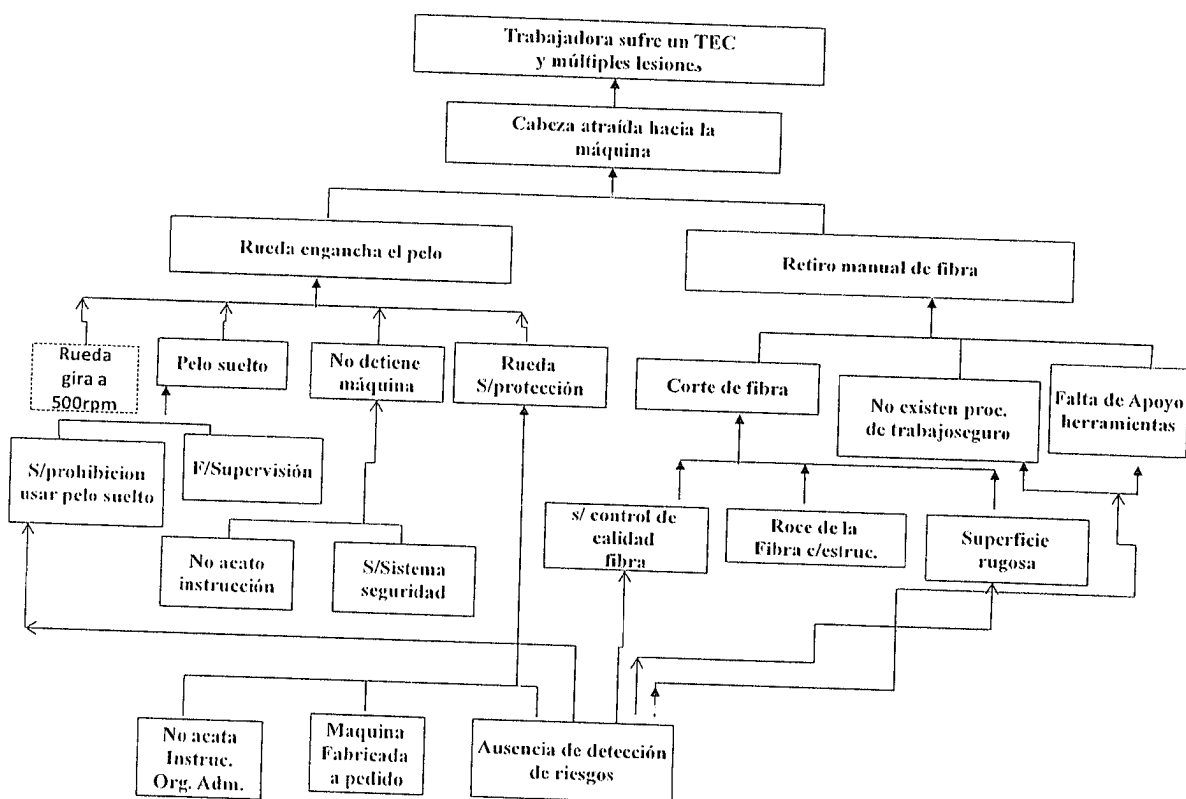 Trabajadora sufre un TEC
y múltiples lesiones
Cabeza atraída hacia la
máquina
Rueda engancha el pelo
Retiro manual de fibra
Rueda
gira a
500rpm
Pelo suelto
No detiene
máquina
Rueda
S/protección
Corte de fibra
No existen proc.
de trabajoseguro
Falta de Apoyo
herramientas
S/prohibicion
usar pelo suelto
F/Supervisión
No acato
instrucción
S/Sistema
seguridad
s/ control de
calidad
fibra
Roce de la
Fibra c/estruc.
Superficie
rugosa
No acata
Instruc.
Org. Adm.
Maquina
Fabricada
a pedido
Ausencia de detección
de riesgos